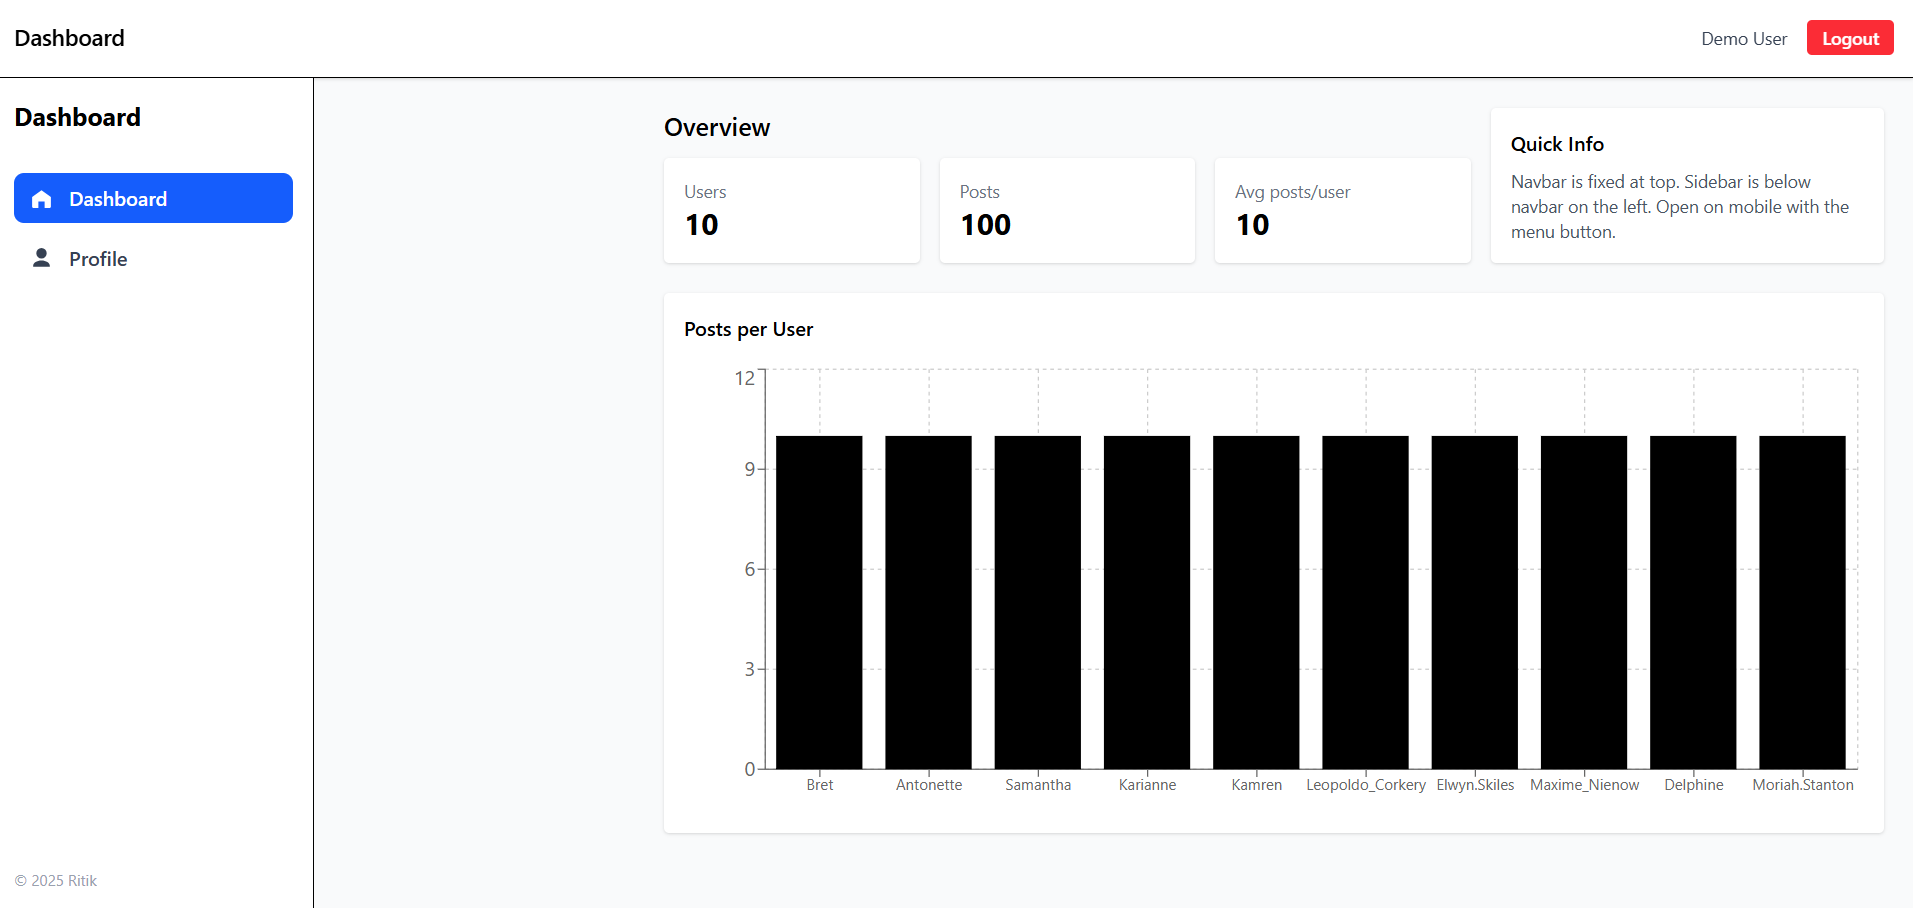 Dashboard
Demo User
Logout
Dashboard
Dashboard
Profile
© 2025 Ritik
Overview
Users
10
Posts
100
Avg posts/user
10
Quick Info
Navbar is fixed at top. Sidebar is below
navbar on the left. Open on mobile with the
menu button.
Posts per User
12
9
6
3
0
Bret Antonette Samantha Karianne Kamren Leopoldo_Corkery Elwyn.Skiles Maxime_Nienow Delphine Moriah.Stanton